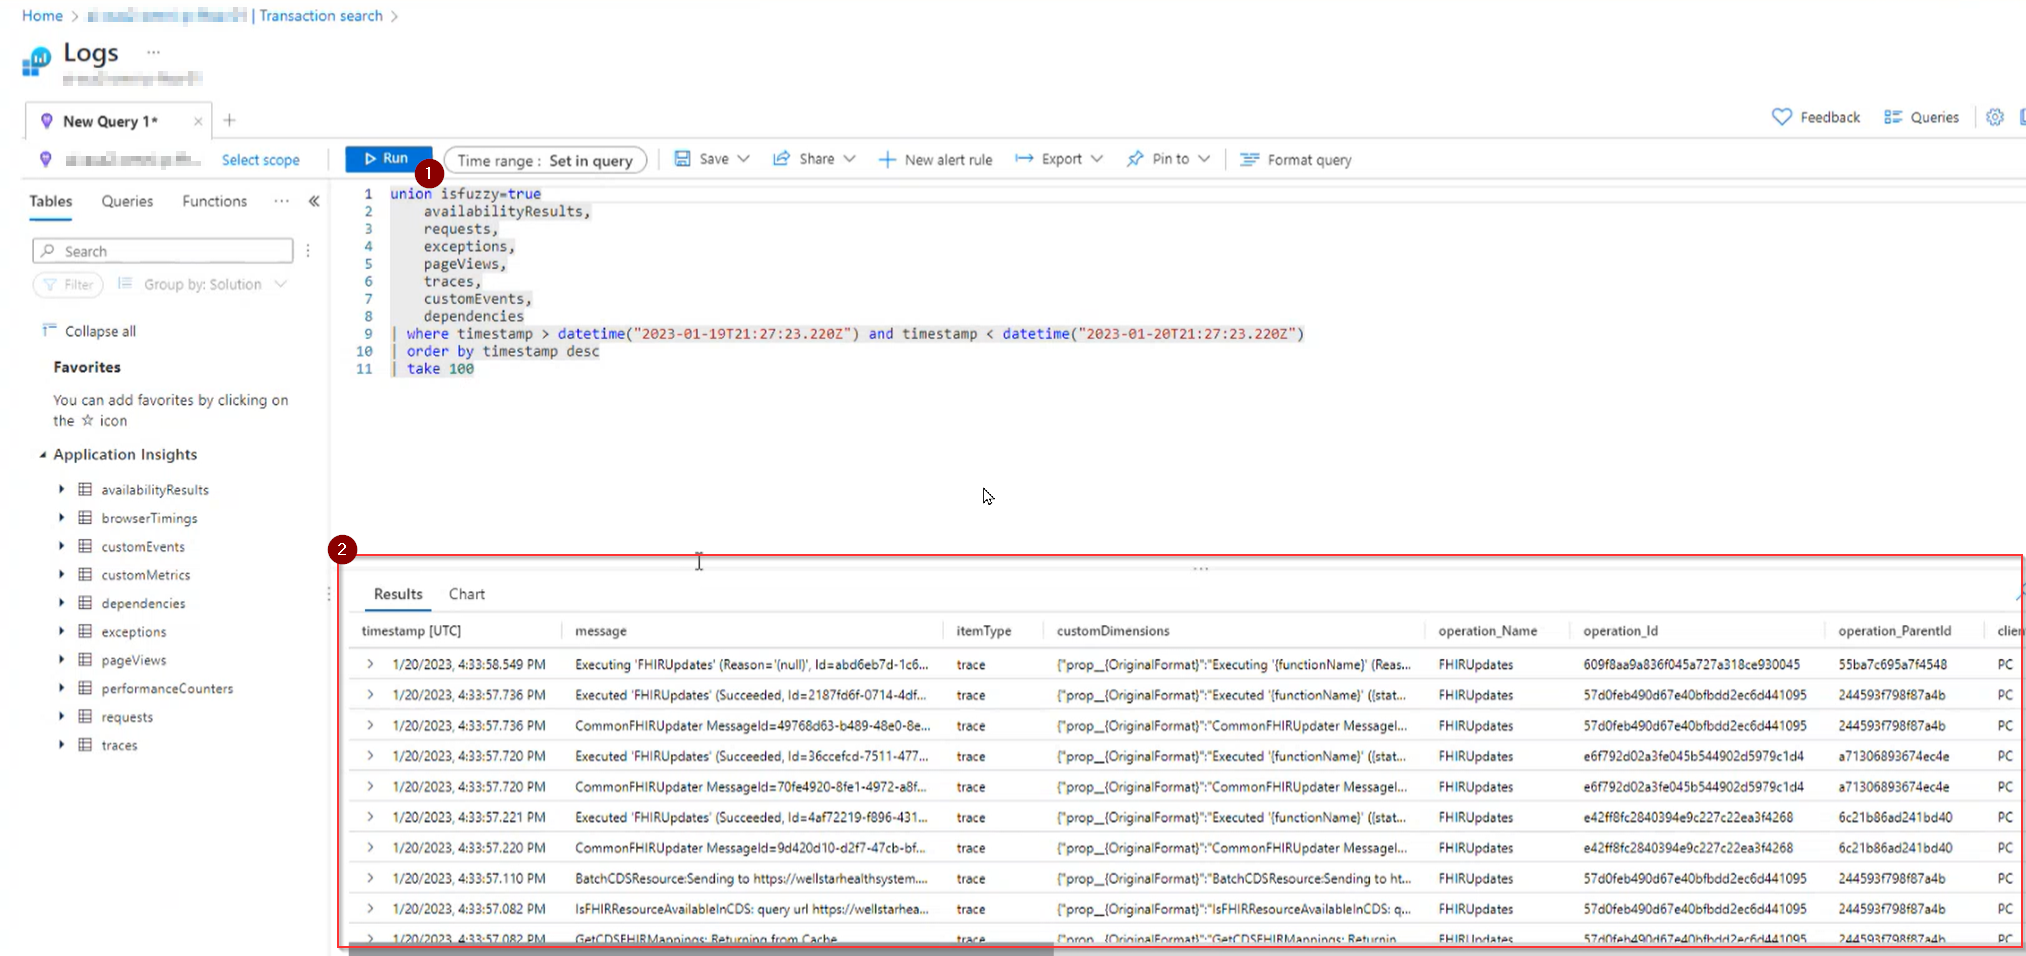 Home > | Transaction search >
Logs ...
New Query 1* × +
Feedback Queries
Select scope Run Time range : Set in query Save Share New alert rule Export Pin to Format query
1
Tables Queries Functions ... «
Search
Filter Group by: Solution
Collapse all
Favorites
You can add favorites by clicking on
the ☆ icon
Application Insights
availabilityResults
browserTimings
customEvents
customMetrics
dependencies
exceptions
pageViews
performanceCounters
requests
traces
1 union isfuzzy=true
2 availabilityResults,
3 requests,
4 exceptions,
5 pageViews,
6 traces,
7 customEvents,
8 dependencies
9 | where timestamp > datetime("2023-01-19T21:27:23.220Z") and timestamp < datetime("2023-01-20T21:27:23.220Z")
10 | order by timestamp desc
11 | take 100
2
Results Chart
timestamp [UTC] message itemType customDimensions operation_Name operation_Id operation_ParentId clien
1/20/2023, 4:33:58.549 PM Executing 'FHIRUpdates' (Reason='(null)', Id=abd6eb7d-1c6... trace {"prop__{OriginalFormat}":"Executing '{functionName}' (Reas... FHIRUpdates 609f8aa9a836f045a727a318ce930045 55ba7c695a7f4548 PC
1/20/2023, 4:33:57.736 PM Executed 'FHIRUpdates' (Succeeded, Id=2187fd6f-0714-4df... trace {"prop__{OriginalFormat}":"Executed '{functionName}' ({stat... FHIRUpdates 57d0feb490d67e40bfbdd2ec6d441095 244593f798f87a4b PC
1/20/2023, 4:33:57.736 PM CommonFHIRUpdater MessageId=49768d63-b489-48e0-8e... trace {"prop__{OriginalFormat}":"CommonFHIRUpdater MessageI... FHIRUpdates 57d0feb490d67e40bfbdd2ec6d441095 244593f798f87a4b PC
1/20/2023, 4:33:57.720 PM Executed 'FHIRUpdates' (Succeeded, Id=36ccefcd-7511-477... trace {"prop__{OriginalFormat}":"Executed '{functionName}' ({stat... FHIRUpdates e6f792d02a3fe045b544902d5979c1d4 a71306893674ec4e PC
1/20/2023, 4:33:57.720 PM CommonFHIRUpdater MessageId=70fe4920-8fe1-4972-a8f... trace {"prop__{OriginalFormat}":"CommonFHIRUpdater MessageI... FHIRUpdates e6f792d02a3fe045b544902d5979c1d4 a71306893674ec4e PC
1/20/2023, 4:33:57.221 PM Executed 'FHIRUpdates' (Succeeded, Id=4af72219-f896-431... trace {"prop__{OriginalFormat}":"Executed '{functionName}' ({stat... FHIRUpdates e42ff8fc2840394e9c227c22ea3f4268 6c21b86ad241bd40 PC
1/20/2023, 4:33:57.220 PM CommonFHIRUpdater MessageId=9d420d10-d2f7-47cb-bf... trace {"prop__{OriginalFormat}":"CommonFHIRUpdater MessageI... FHIRUpdates e42ff8fc2840394e9c227c22ea3f4268 6c21b86ad241bd40 PC
1/20/2023, 4:33:57.110 PM BatchCDSResource:Sending to https://wellstarhealthsystem.... trace {"prop__{OriginalFormat}":"BatchCDSResource:Sending to ht... FHIRUpdates 57d0feb490d67e40bfbdd2ec6d441095 244593f798f87a4b PC
1/20/2023, 4:33:57.082 PM IsFHIRResourceAvailableInCDS: query url https://wellstarhea... trace {"prop__{OriginalFormat}":"IsFHIRResourceAvailableInCDS: q... FHIRUpdates 57d0feb490d67e40bfbdd2ec6d441095 244593f798f87a4b PC
1/20/2023, 4:33:57.082 PM GetCDSFHIRMappings: Returning from Cache trace {"prop__{OriginalFormat}":"GetCDSFHIRMappings: Returnin... FHIRUpdates 57d0feb490d67e40bfbdd2ec6d441095 244593f798f87a4b PC